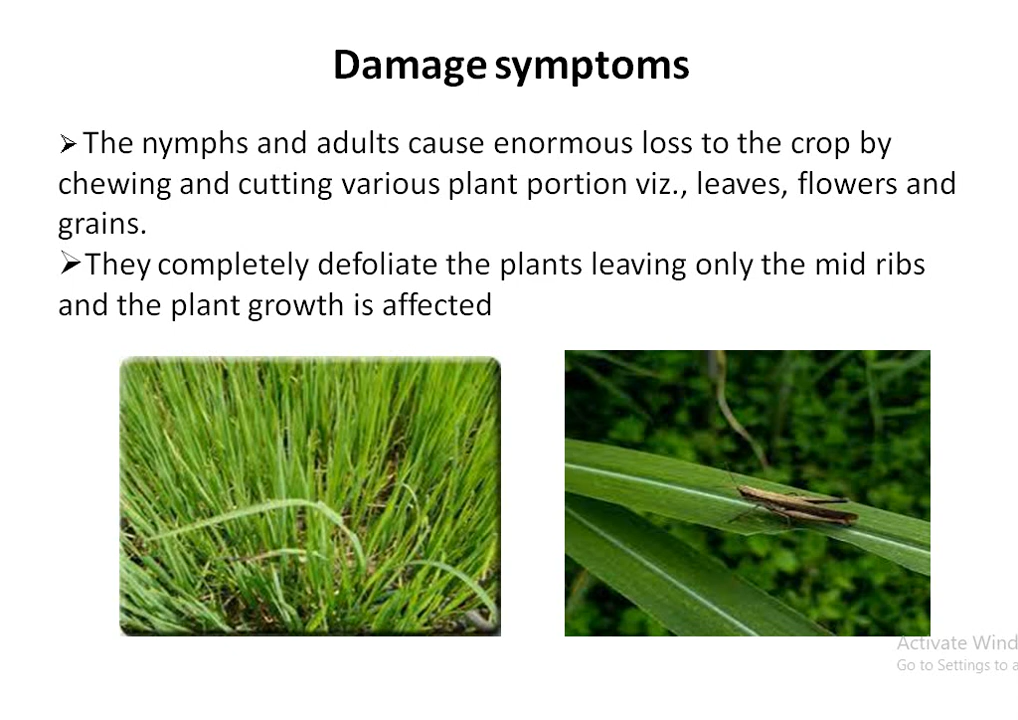 Damage symptoms
➢ The nymphs and adults cause enormous loss to the crop by
chewing and cutting various plant portion viz., leaves, flowers and
grains.
➢They completely defoliate the plants leaving only the mid ribs
and the plant growth is affected
Activate Wind
Go to Settings to a